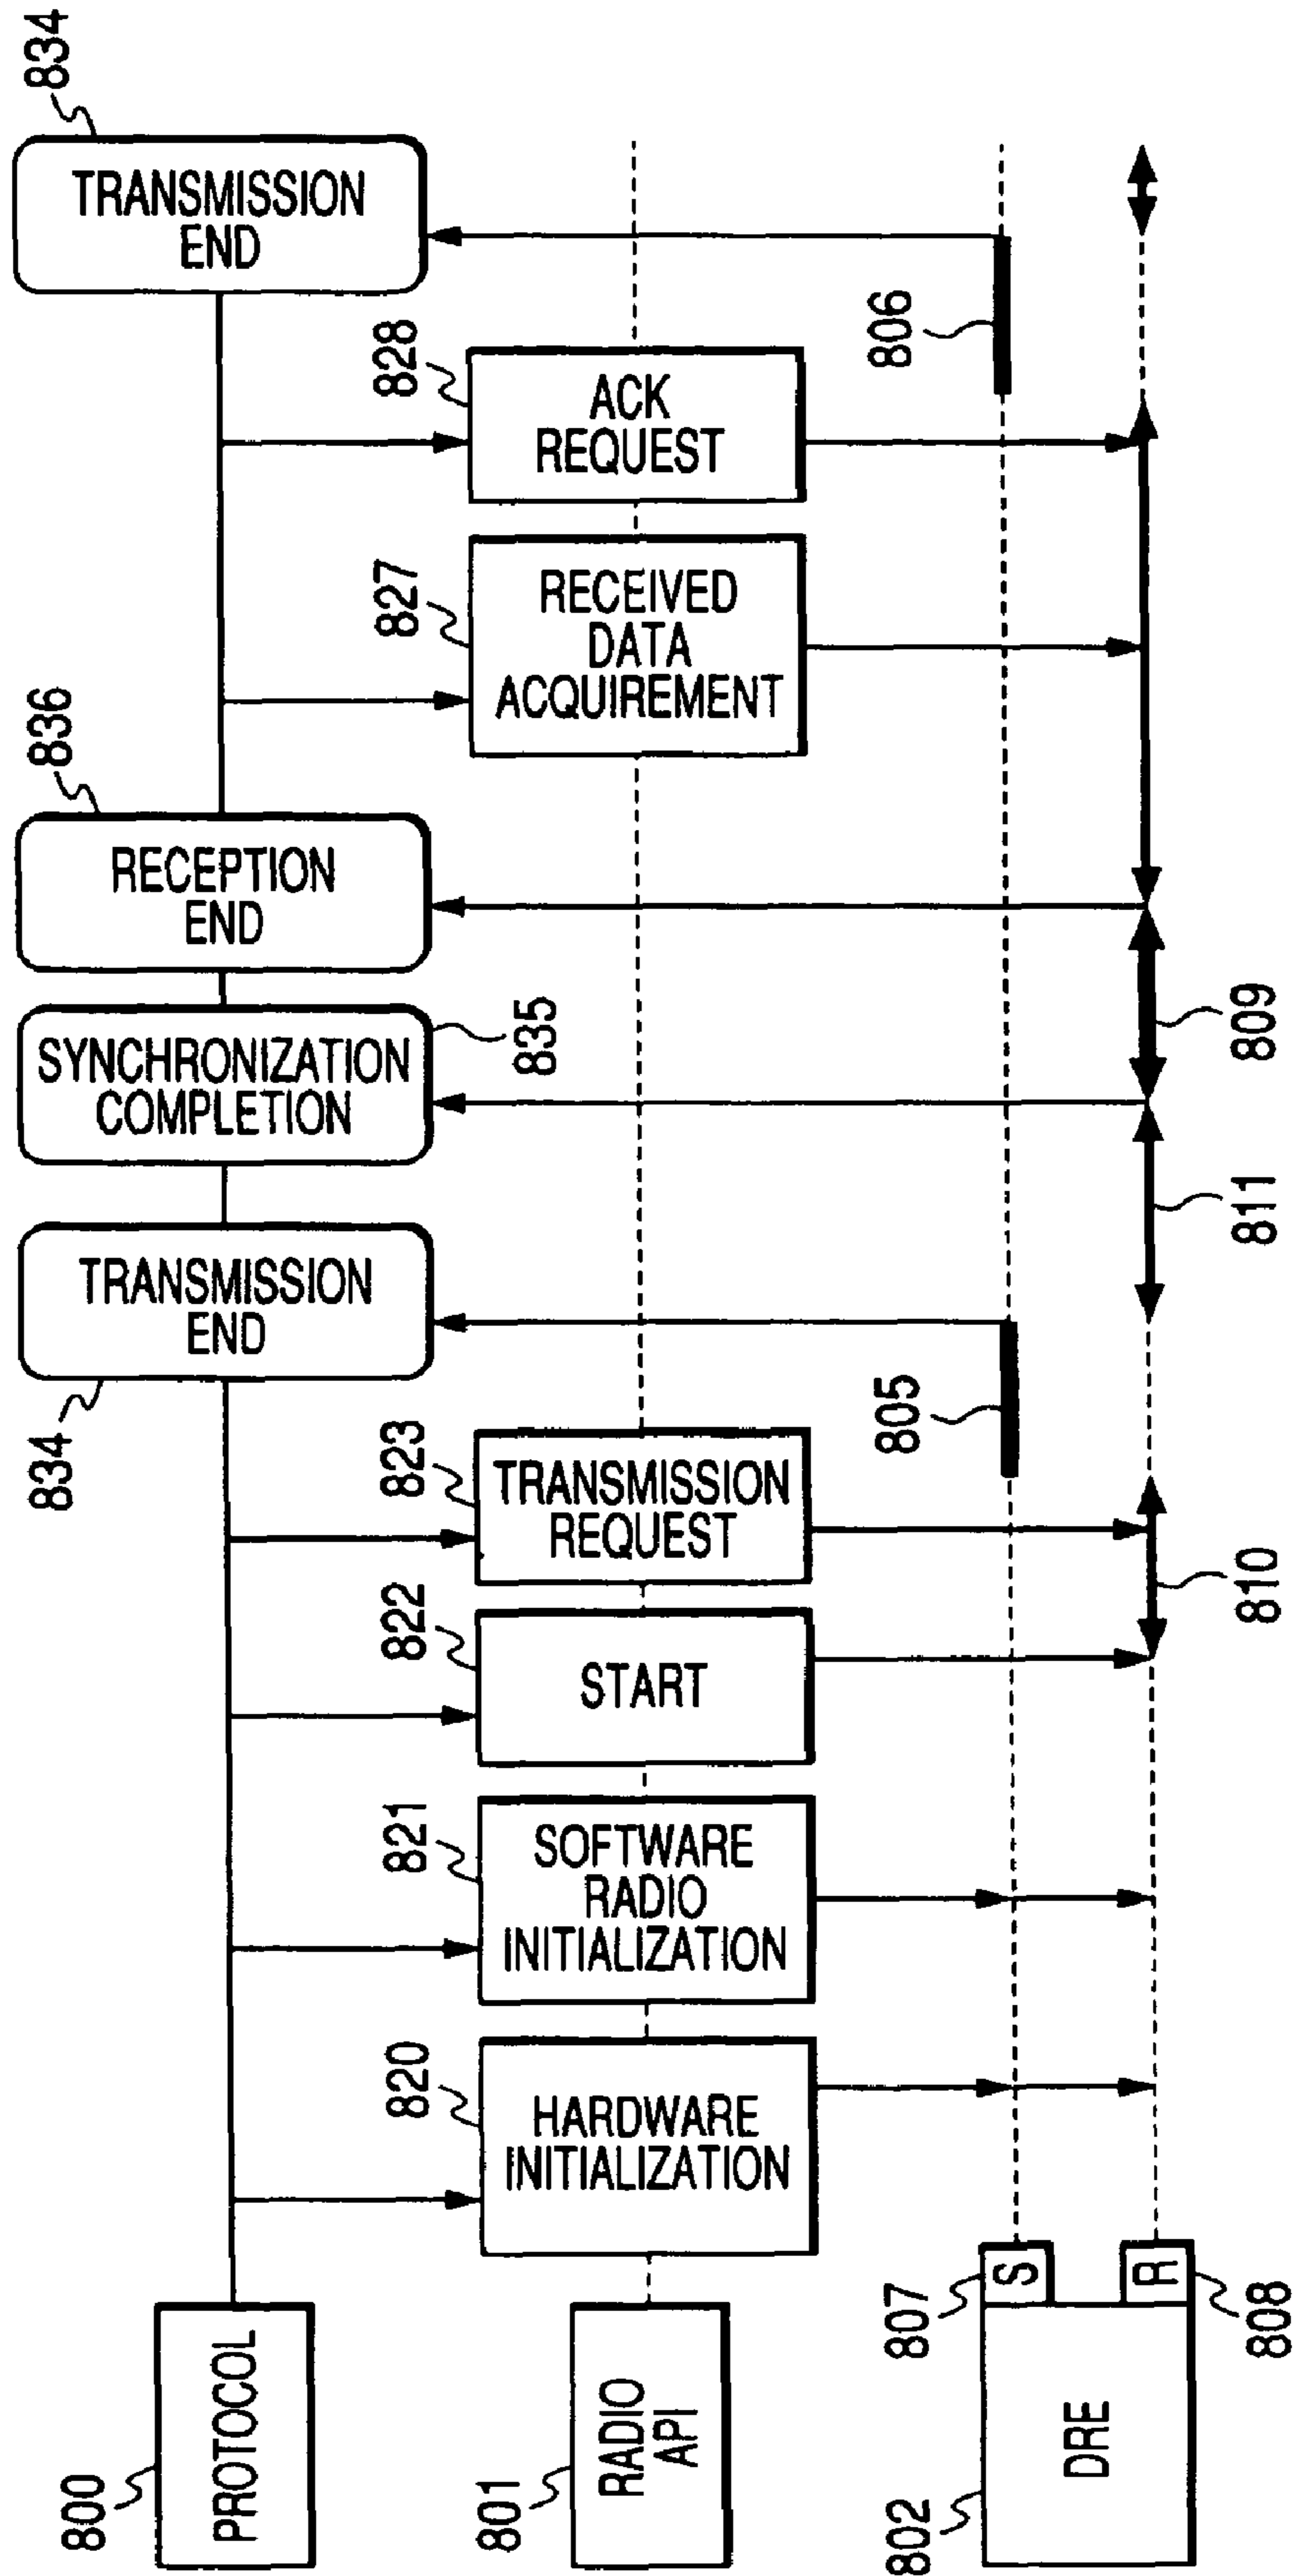 800
PROTOCOL
834
TRANSMISSION
END
SYNCHRONIZATION
COMPLETION
835
836
RECEPTION
END
834
TRANSMISSION
END
801
RADIO
API
820
HARDWARE
INITIALIZATION
821
SOFTWARE
RADIO
INITIALIZATION
822
START
823
TRANSMISSION
REQUEST
827
RECEIVED
DATA
ACQUIREMENT
828
ACK
REQUEST
802
DRE
807
S
R
808
805
806
810
811
809